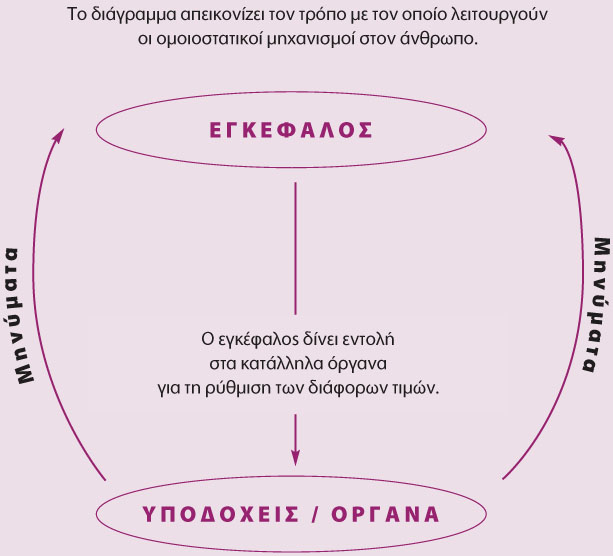 Το διάγραμμα απεικονίζει τον τρόπο με τον οποίο λειτουργούν
οι ομοιοστατικοί μηχανισμοί στον άνθρωπο.
ΕΓΚΕΦΑΛΟΣ
Μηνύματα
Μηνύματα
Ο εγκέφαλος δίνει εντολή
στα κατάλληλα όργανα
για τη ρύθμιση των διάφορων τιμών.
ΥΠΟΔΟΧΕΙΣ / ΟΡΓΑΝΑ